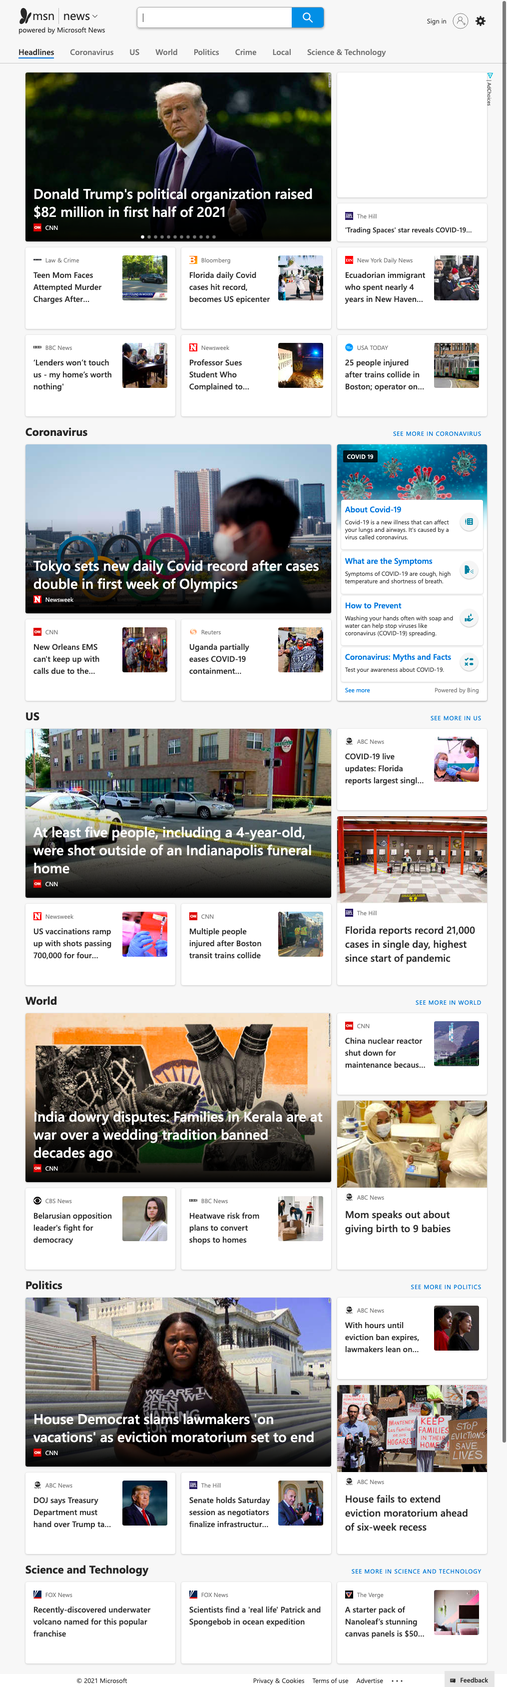 msn | news
powered by Microsoft News
Sign in
Headlines Coronavirus US World Politics Crime Local Science & Technology
Donald Trump's political organization raised
$82 million in first half of 2021
CNN
AdChoices
The Hill
'Trading Spaces' star reveals COVID-19...
Law & Crime
Teen Mom Faces
Attempted Murder
Charges After...
Bloomberg
Florida daily Covid
cases hit record,
becomes US epicenter
New York Daily News
Ecuadorian immigrant
who spent nearly 4
years in New Haven...
BBC News
'Lenders won't touch
us - my home's worth
nothing'
Newsweek
Professor Sues
Student Who
Complained to...
USA TODAY
25 people injured
after trains collide in
Boston; operator on...
Coronavirus
SEE MORE IN CORONAVIRUS
Tokyo sets new daily Covid record after cases
double in first week of Olympics
Newsweek
COVID 19
About Covid-19
Covid-19 is a new illness that can affect
your lungs and airways. It's caused by a
virus called coronavirus.
What are the Symptoms
Symptoms of COVID-19 are cough, high
temperature and shortness of breath.
How to Prevent
Washing your hands often with soap and
water can help stop viruses like
coronavirus (COVID-19) spreading.
Coronavirus: Myths and Facts
Test your awareness about COVID-19.
See more
Powered by Bing
CNN
New Orleans EMS
can't keep up with
calls due to the...
Reuters
Uganda partially
eases COVID-19
containment...
US
SEE MORE IN US
At least five people, including a 4-year-old,
were shot outside of an Indianapolis funeral
home
CNN
ABC News
COVID-19 live
updates: Florida
reports largest singl...
The Hill
Florida reports record 21,000
cases in single day, highest
since start of pandemic
Newsweek
US vaccinations ramp
up with shots passing
700,000 for four...
CNN
Multiple people
injured after Boston
transit trains collide
World
SEE MORE IN WORLD
India dowry disputes: Families in Kerala are at
war over a wedding tradition banned
decades ago
CNN
CNN
China nuclear reactor
shut down for
maintenance becaus...
ABC News
Mom speaks out about
giving birth to 9 babies
CBS News
Belarusian opposition
leader's fight for
democracy
BBC News
Heatwave risk from
plans to convert
shops to homes
Politics
SEE MORE IN POLITICS
House Democrat slams lawmakers 'on
vacations' as eviction moratorium set to end
CNN
ABC News
With hours until
eviction ban expires,
lawmakers lean on...
KEEP
FAMILIES
IN THEIR
HOMES
STOP
EVICTIONS
SAVE
LIVES
ABC News
House fails to extend
eviction moratorium ahead
of six-week recess
ABC News
DOJ says Treasury
Department must
hand over Trump ta...
The Hill
Senate holds Saturday
session as negotiators
finalize infrastructur...
Science and Technology
SEE MORE IN SCIENCE AND TECHNOLOGY
FOX News
Recently-discovered underwater
volcano named for this popular
franchise
FOX News
Scientists find a 'real life' Patrick and
Spongebob in ocean expedition
The Verge
A starter pack of
Nanoleaf's stunning
canvas panels is $50...
© 2021 Microsoft
Privacy & Cookies Terms of use Advertise
Feedback